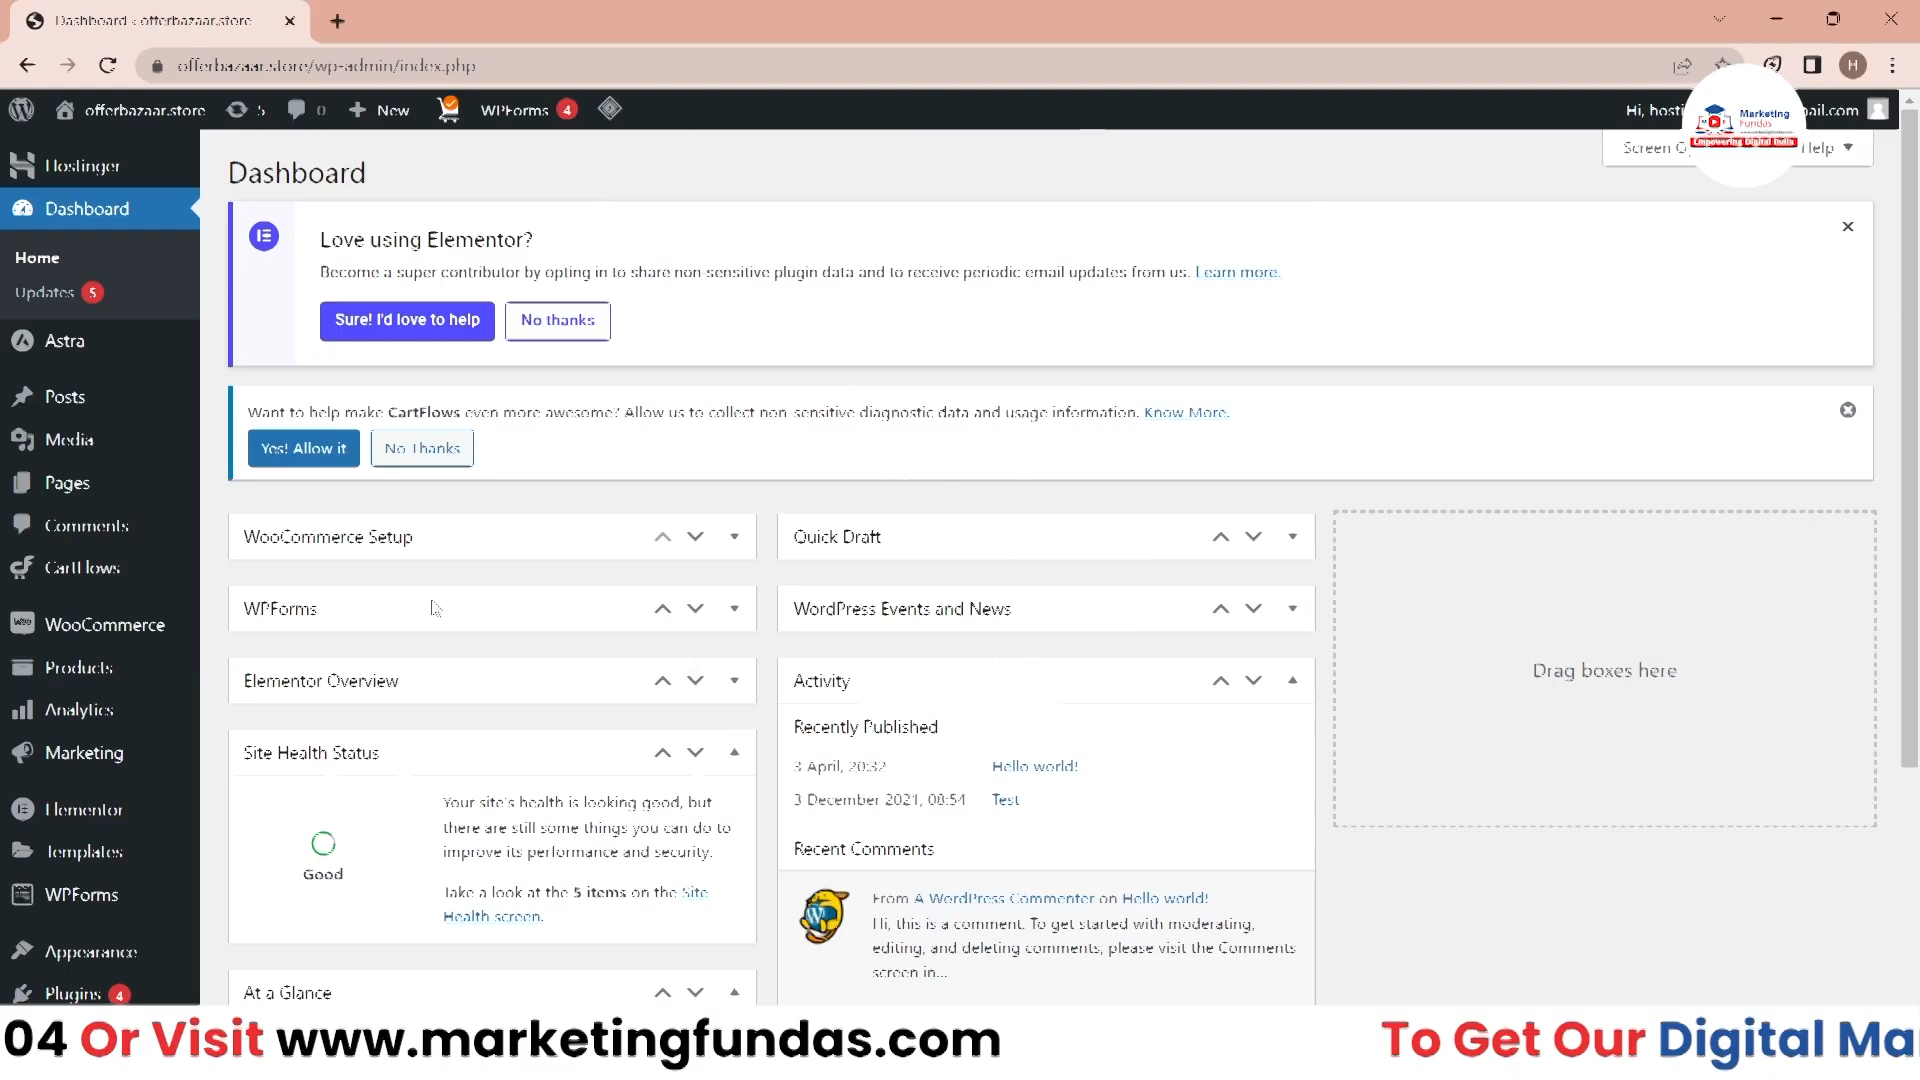 Dashboard ‹ offerbazaar.store
offerbazaar.store/wp-admin/index.php
H
offerbazaar.store
5
0
New
WPForms 4
Hi, hosti
ail.com
Marketing
Fundas
Empowering Digital India
Screen O
Help
Hostinger
Dashboard
Home
Updates 5
Astra
Posts
Media
Pages
Comments
CartFlows
WooCommerce
Products
Analytics
Marketing
Elementor
Templates
WPForms
Appearance
Plugins 4
Dashboard
Love using Elementor?
Become a super contributor by opting in to share non-sensitive plugin data and to receive periodic email updates from us. Learn more.
Sure! I'd love to help
No thanks
Want to help make CartFlows even more awesome? Allow us to collect non-sensitive diagnostic data and usage information. Know More.
Yes! Allow it
No Thanks
WooCommerce Setup
WPForms
Elementor Overview
Site Health Status
Good
Your site's health is looking good, but
there are still some things you can do to
improve its performance and security.
Take a look at the 5 items on the Site
Health screen.
At a Glance
Quick Draft
WordPress Events and News
Activity
Recently Published
3 April, 20:32
Hello world!
3 December 2021, 08:54
Test
Recent Comments
From A WordPress Commenter on Hello world!
Hi, this is a comment. To get started with moderating,
editing, and deleting comments, please visit the Comments
screen in...
Drag boxes here
04 Or Visit www.marketingfundas.com
To Get Our Digital Ma